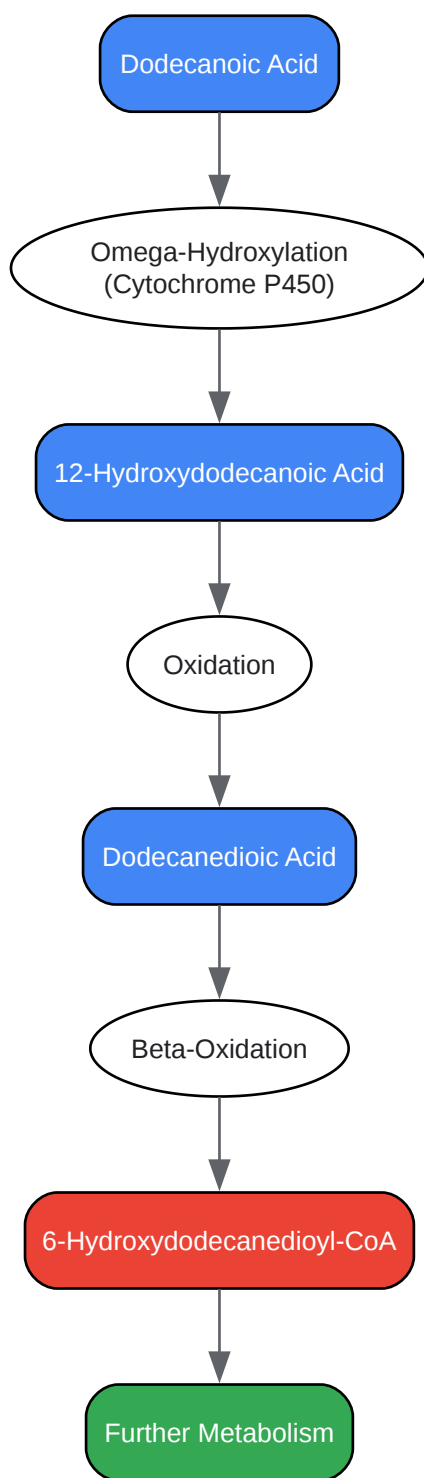 Dodecanoic Acid
Omega-Hydroxylation
(Cytochrome P450)
12-Hydroxydodecanoic Acid
Oxidation
Dodecanedioic Acid
Beta-Oxidation
6-Hydroxydodecanedioyl-CoA
Further Metabolism